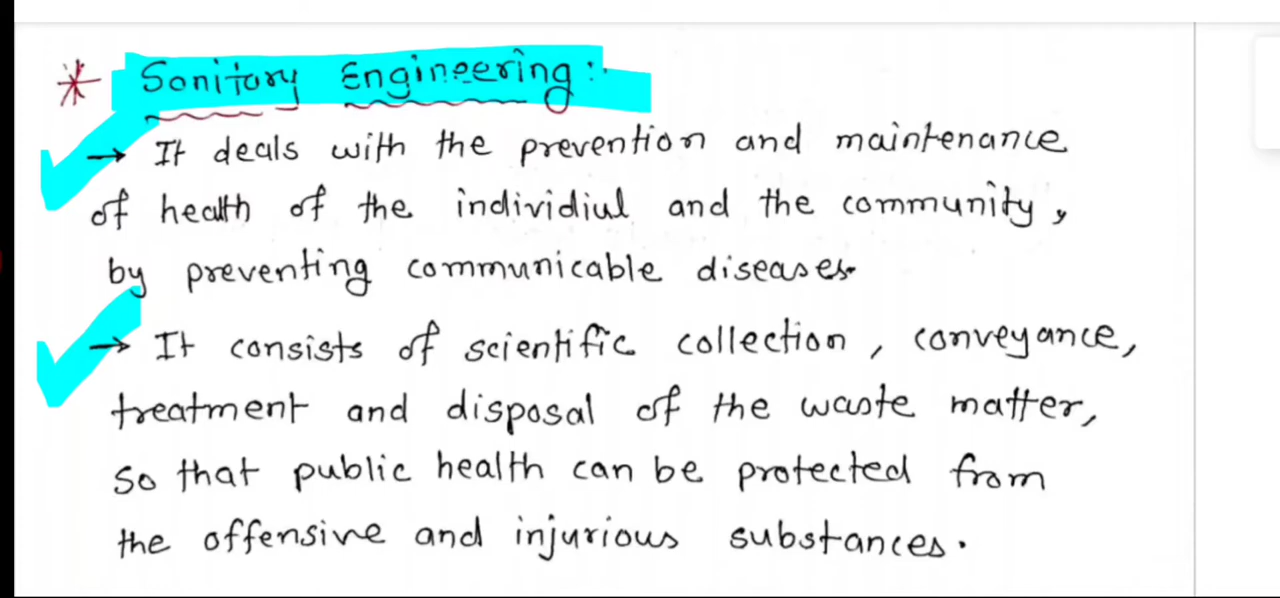 * Sanitary Engineering :-
→ It deals with the prevention and maintenance
of health of the individiul and the community,
by preventing communicable diseases.
→ It consists of scientific collection, conveyance,
treatment and disposal of the waste matter,
so that public health can be protected from
the offensive and injurious substances.